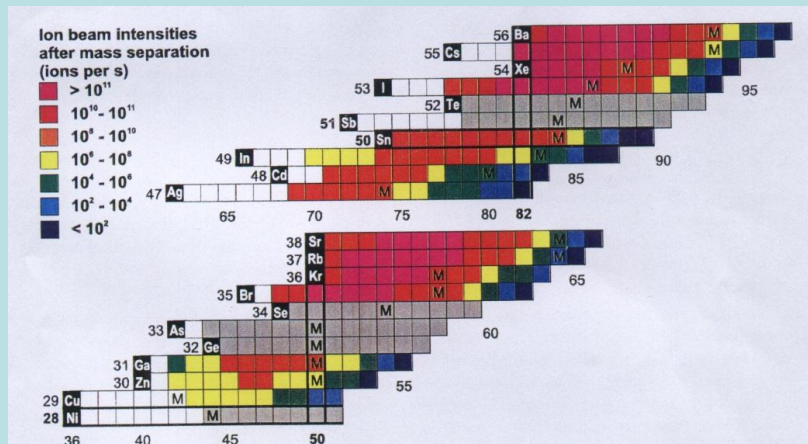 Ion beam intensities
after mass separation
(ions per s)
> 10¹¹
10¹⁰ - 10¹¹
10⁸ - 10¹⁰
10⁶ - 10⁸
10⁴ - 10⁶
10² - 10⁴
< 10²
56 Ba M
55 Cs M
54 Xe M
53 I M 95
52 Te M
51 Sb M
50 Sn M 90
49 In M
48 Cd 85
47 Ag M
65 70 75 80 82
38 Sr M
37 Rb M
36 Kr M 65
35 Br M
34 Se M
33 As M 60
32 Ge M
31 Ga M
30 Zn M 55
29 Cu M
28 Ni M
36 40 45 50